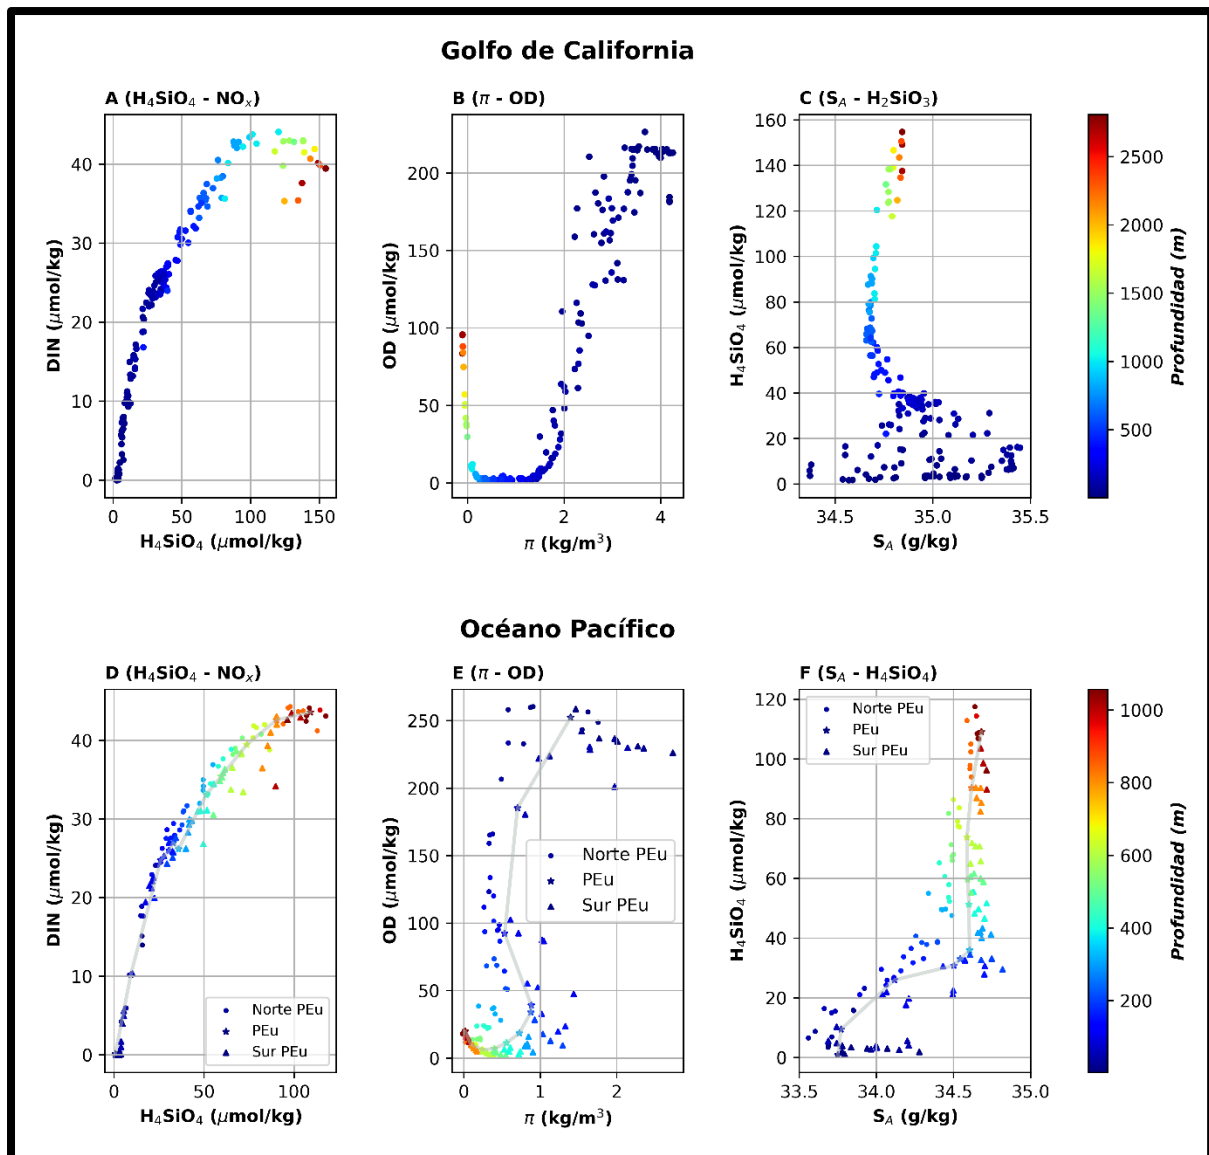 Golfo de California
A (H₄SiO₄ - NOₓ)
B (π - OD)
C (S_A - H₂SiO₃)
DIN (μmol/kg)
40
30
20
10
0
0 50 100 150
H₄SiO₄ (μmol/kg)
OD (μmol/kg)
200
150
100
50
0
0 2 4
π (kg/m³)
H₄SiO₄ (μmol/kg)
160
140
120
100
80
60
40
20
0
34.5 35.0 35.5
S_A (g/kg)
2500
2000
1500
1000
500
Profundidad (m)
Océano Pacífico
D (H₄SiO₄ - NOₓ)
E (π - OD)
F (S_A - H₄SiO₄)
DIN (μmol/kg)
40
30
20
10
0
Norte PEu
PEu
Sur PEu
0 50 100
H₄SiO₄ (μmol/kg)
OD (μmol/kg)
250
200
150
100
50
0
Norte PEu
PEu
Sur PEu
0 1 2
π (kg/m³)
H₄SiO₄ (μmol/kg)
120
100
80
60
40
20
0
Norte PEu
PEu
Sur PEu
33.5 34.0 34.5 35.0
S_A (g/kg)
1000
800
600
400
200
Profundidad (m)